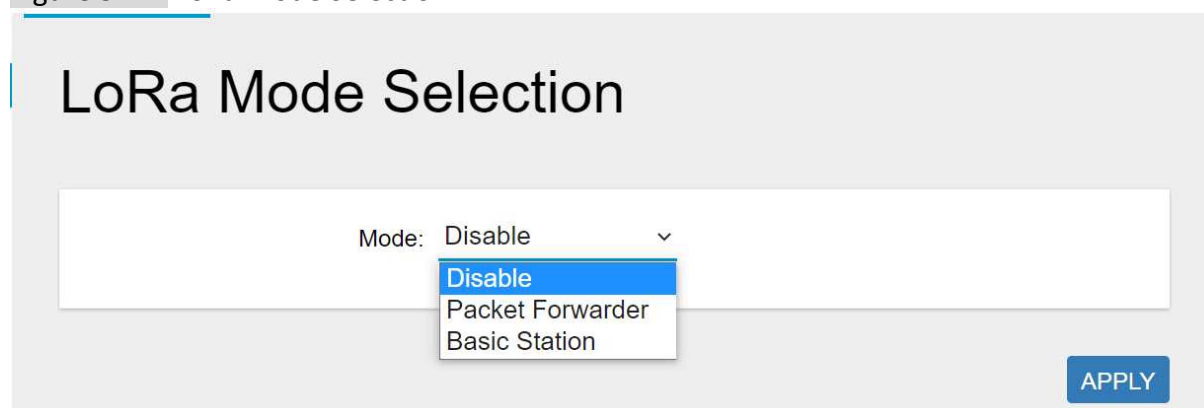 LoRa Mode Selection
Mode: Disable
Disable
Packet Forwarder
Basic Station
APPLY